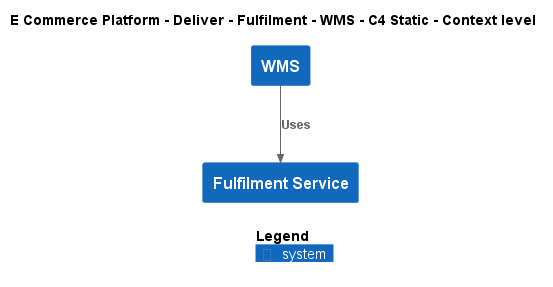 E Commerce Platform - Deliver - Fulfilment - WMS - C4 Static - Context level
WMS
Uses
Fulfilment Service
Legend
system